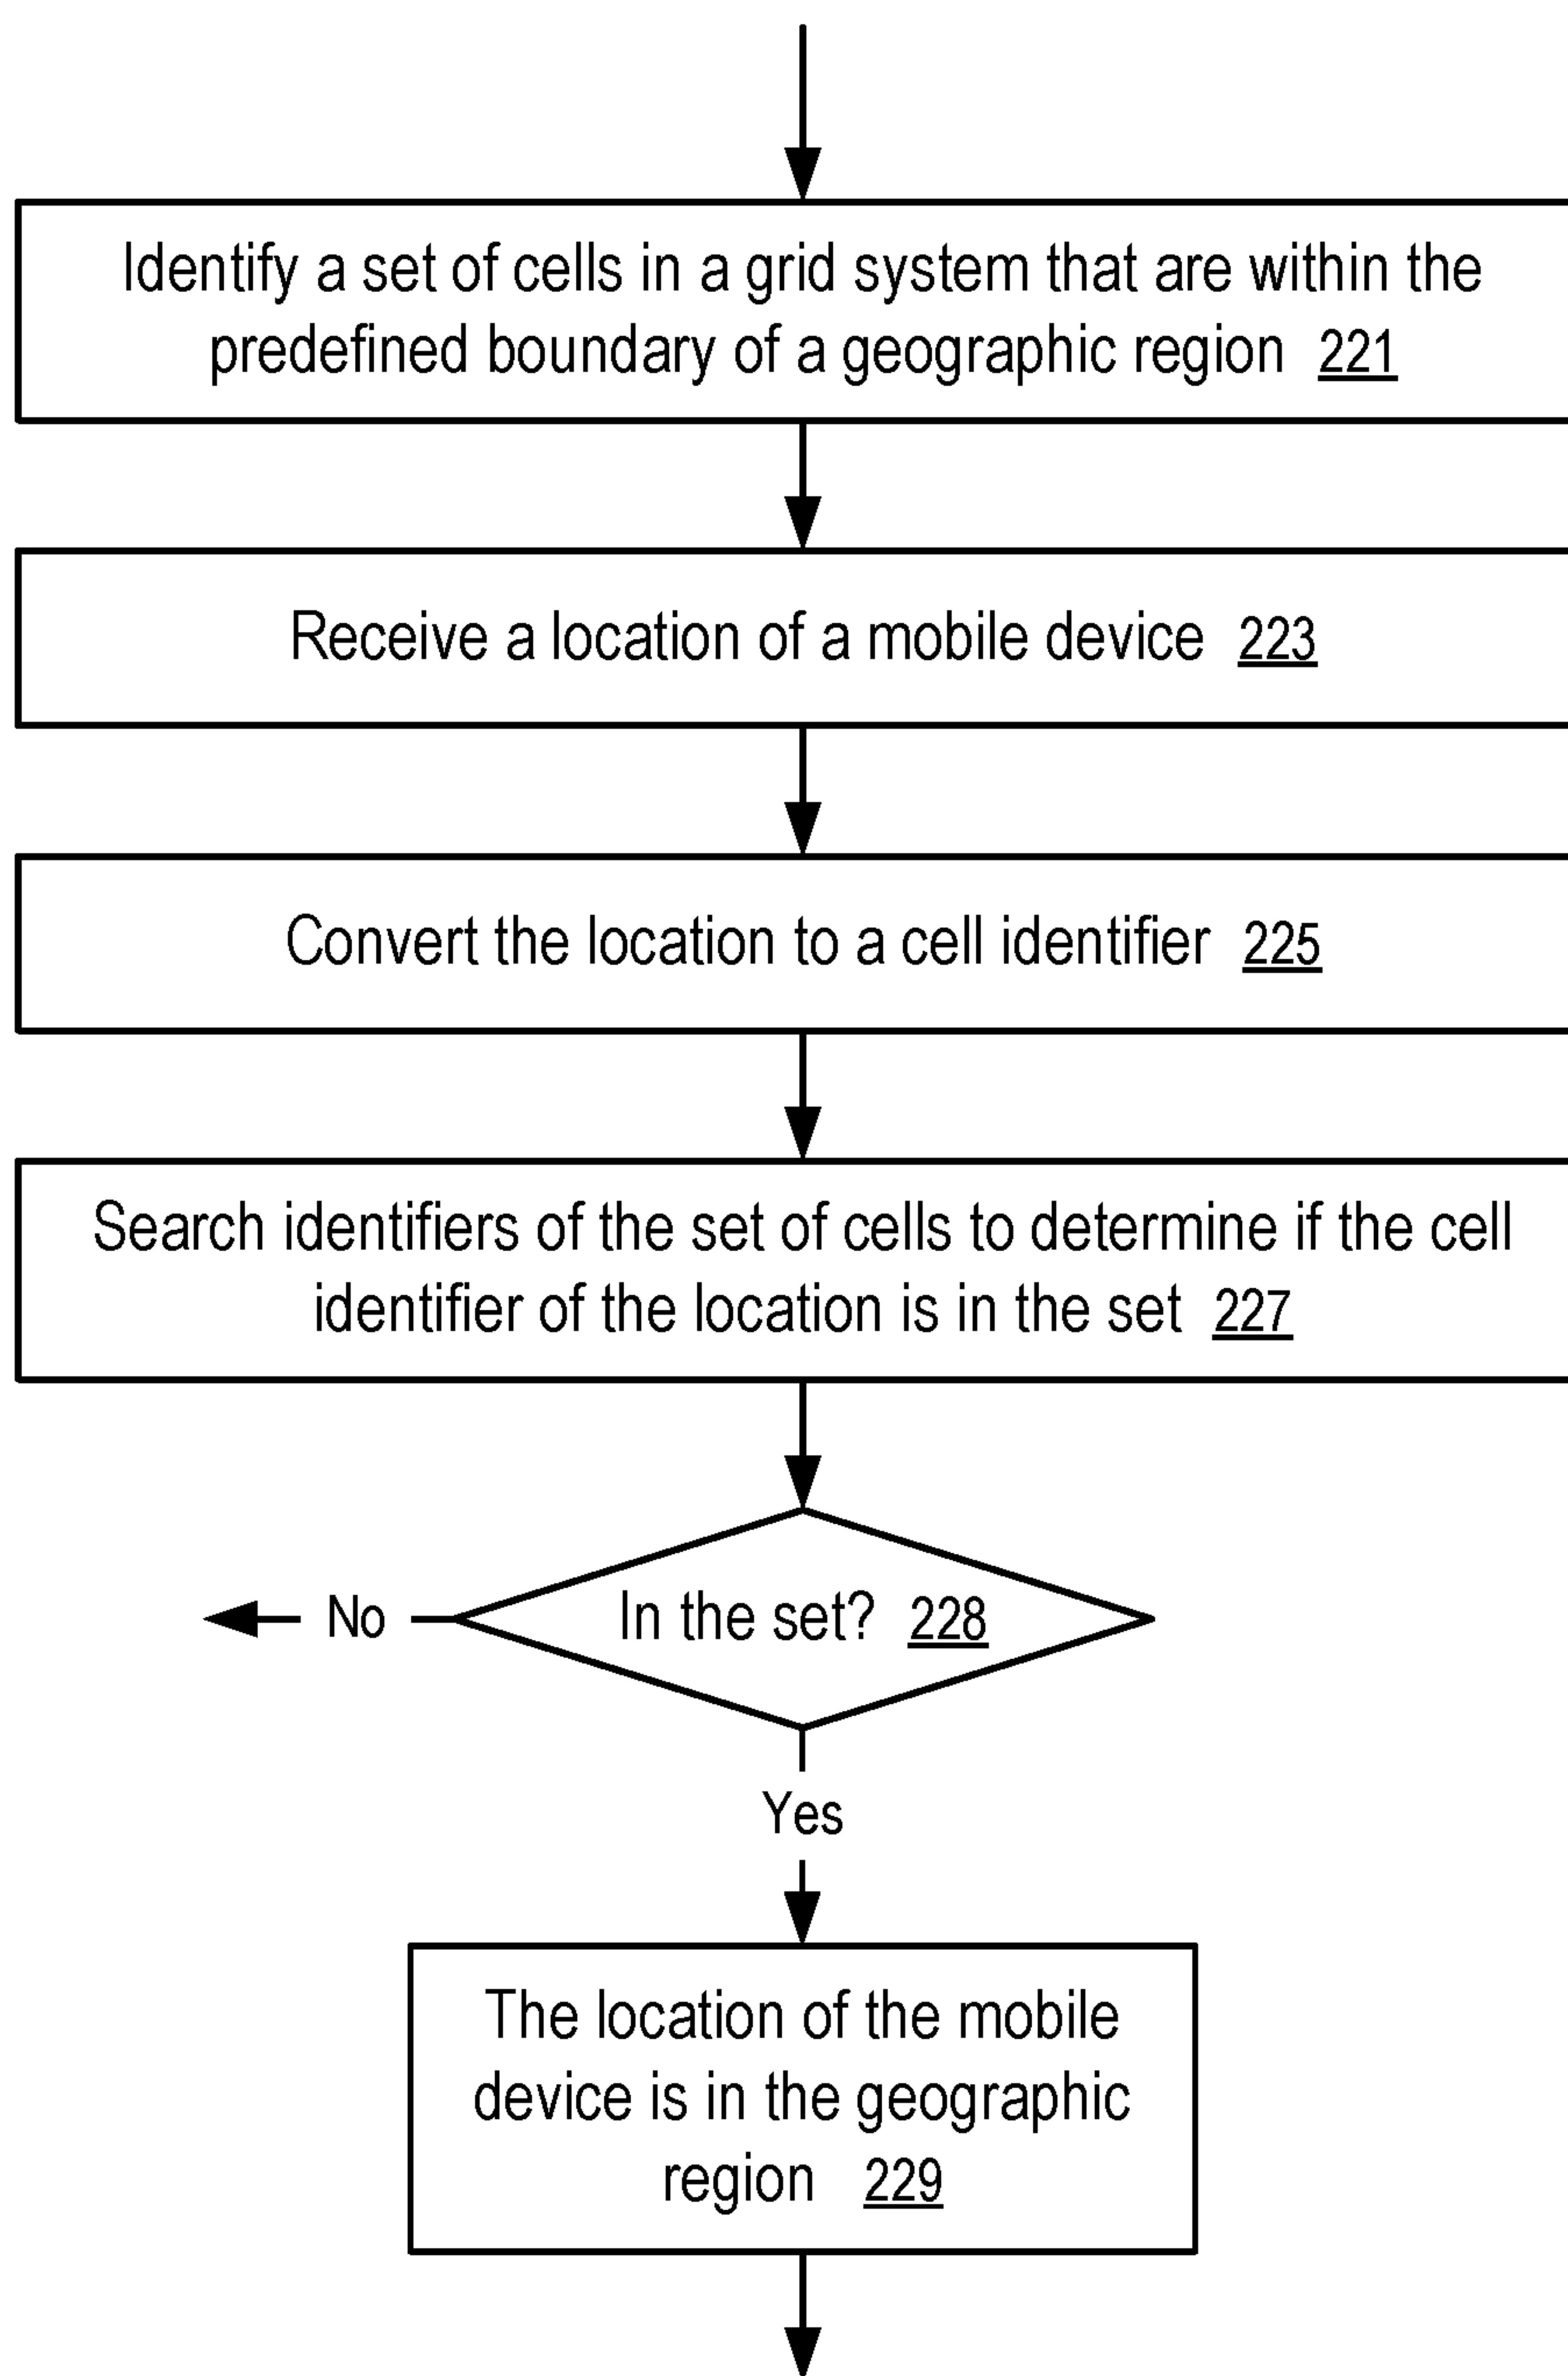 Identify a set of cells in a grid system that are within the
predefined boundary of a geographic region 221
Receive a location of a mobile device 223
Convert the location to a cell identifier 225
Search identifiers of the set of cells to determine if the cell
identifier of the location is in the set 227
In the set? 228
No
Yes
The location of the mobile
device is in the geographic
region 229